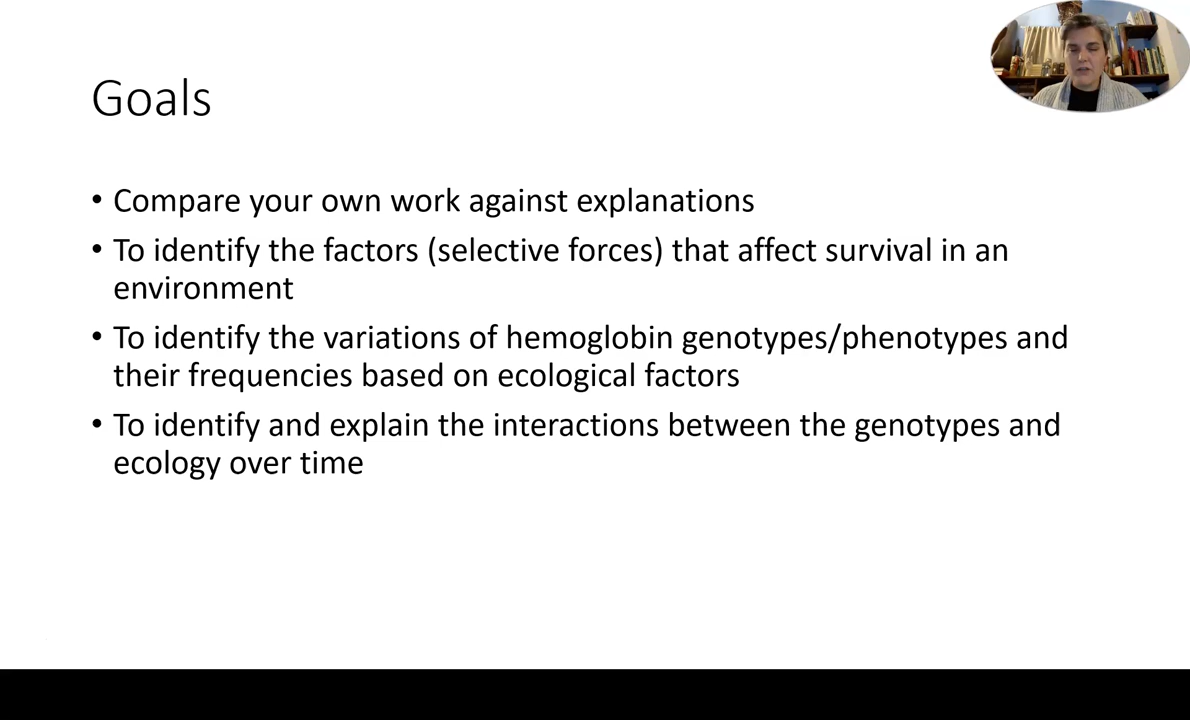 Goals
• Compare your own work against explanations
• To identify the factors (selective forces) that affect survival in an
environment
• To identify the variations of hemoglobin genotypes/phenotypes and
their frequencies based on ecological factors
• To identify and explain the interactions between the genotypes and
ecology over time